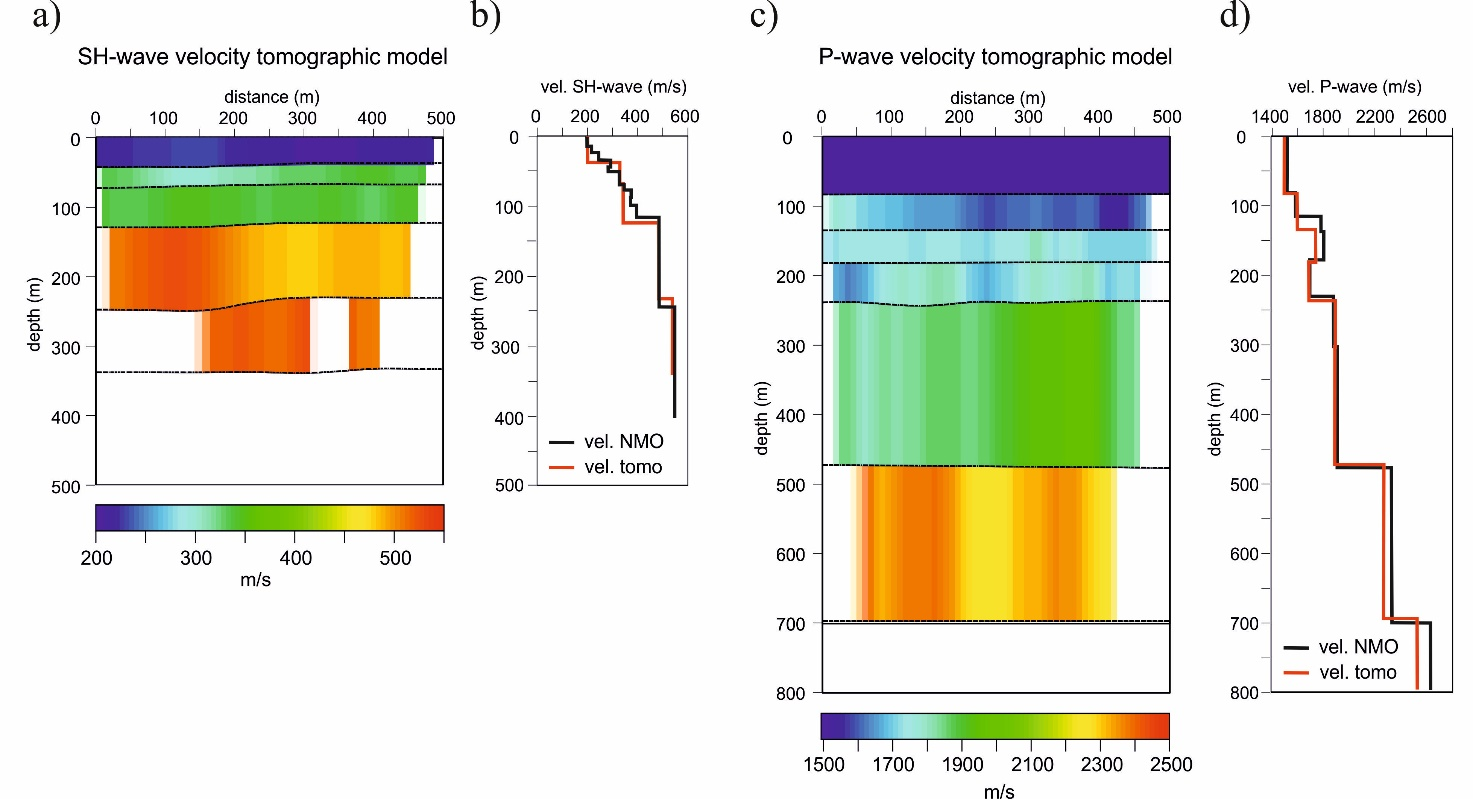 a)
SH-wave velocity tomographic model
distance (m)
0 100 200 300 400 500
0
100
200
300
400
500
depth (m)
200 300 400 500
m/s
b)
vel. SH-wave (m/s)
0 200 400 600
0
100
200
300
400
500
depth (m)
vel. NMO
vel. tomo
c)
P-wave velocity tomographic model
distance (m)
0 100 200 300 400 500
0
100
200
300
400
500
600
700
800
depth (m)
1500 1700 1900 2100 2300 2500
m/s
d)
vel. P-wave (m/s)
1400 1800 2200 2600
0
100
200
300
400
500
600
700
800
depth (m)
vel. NMO
vel. tomo